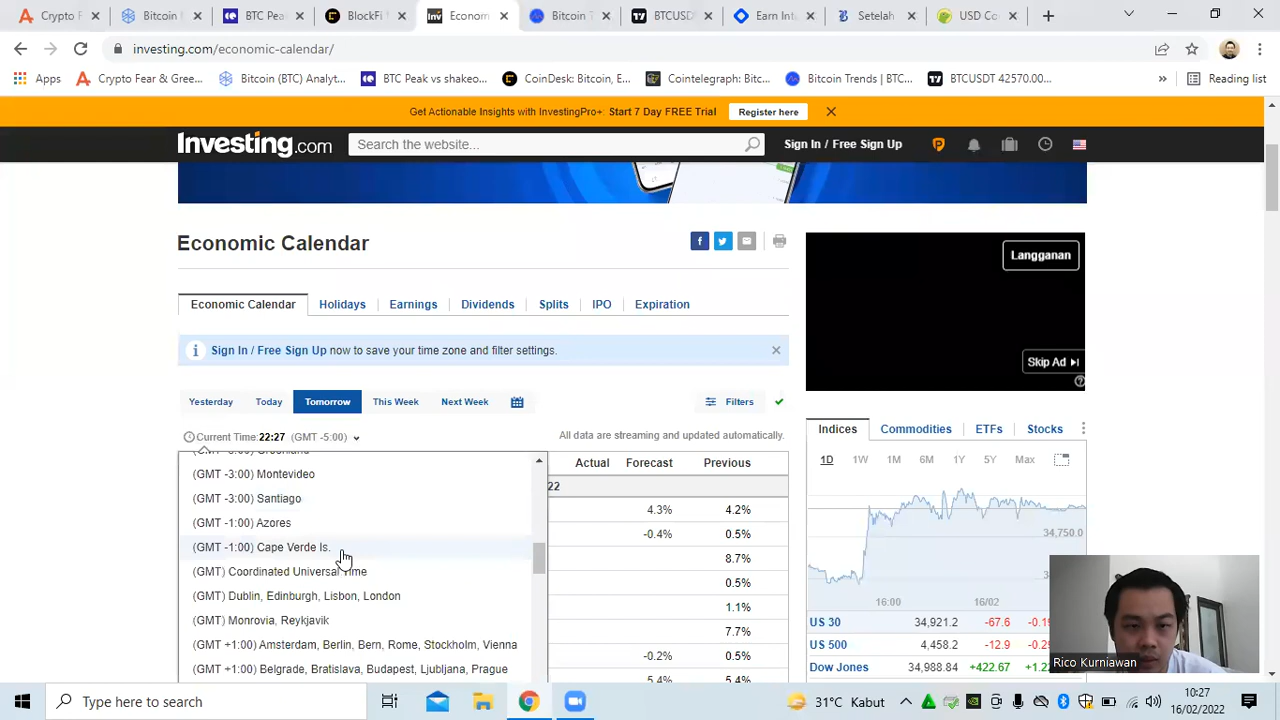 Crypto F
Bitcoin (
BTC Pea
BlockFi
Inv Econom
Bitcoin T
BTCUSD
Earn Int
Setelah
USD Co
investing.com/economic-calendar/
Apps
Crypto Fear & Gree...
Bitcoin (BTC) Analyt...
BTC Peak vs shakeo...
CoinDesk: Bitcoin, E...
Cointelegraph: Bitc...
Bitcoin Trends | BTC...
BTCUSDT 42570.00...
»
Reading list
Get Actionable Insights with InvestingPro+. Start 7 Day FREE Trial
Register here
Investing.com
Search the website...
Sign In / Free Sign Up
Economic Calendar
Langganan
Economic Calendar
Holidays
Earnings
Dividends
Splits
IPO
Expiration
Sign In / Free Sign Up now to save your time zone and filter settings.
Skip Ad
Yesterday
Today
Tomorrow
This Week
Next Week
Filters
Indices
Commodities
ETFs
Stocks
Current Time: 22:27 (GMT -5:00)
All data are streaming and updated automatically.
1D
1W
1M
6M
1Y
5Y
Max
Actual
Forecast
Previous
(GMT -3:00) Montevideo
22
(GMT -3:00) Santiago
4.3%
4.2%
(GMT -1:00) Azores
-0.4%
0.5%
34,750.0
(GMT -1:00) Cape Verde Is.
8.7%
(GMT) Coordinated Universal Time
0.5%
(GMT) Dublin, Edinburgh, Lisbon, London
1.1%
16:00
16/02
(GMT) Monrovia, Reykjavik
7.7%
US 30
34,921.2
-67.6
-0.19
(GMT +1:00) Amsterdam, Berlin, Bern, Rome, Stockholm, Vienna
-0.2%
0.5%
US 500
4,458.2
-12.9
-0.29
(GMT +1:00) Belgrade, Bratislava, Budapest, Ljubljana, Prague
5.4%
5.4%
Dow Jones
34,988.84
+422.67
Rico Kurniawan
Type here to search
31°C Kabut
10:27
16/02/2022